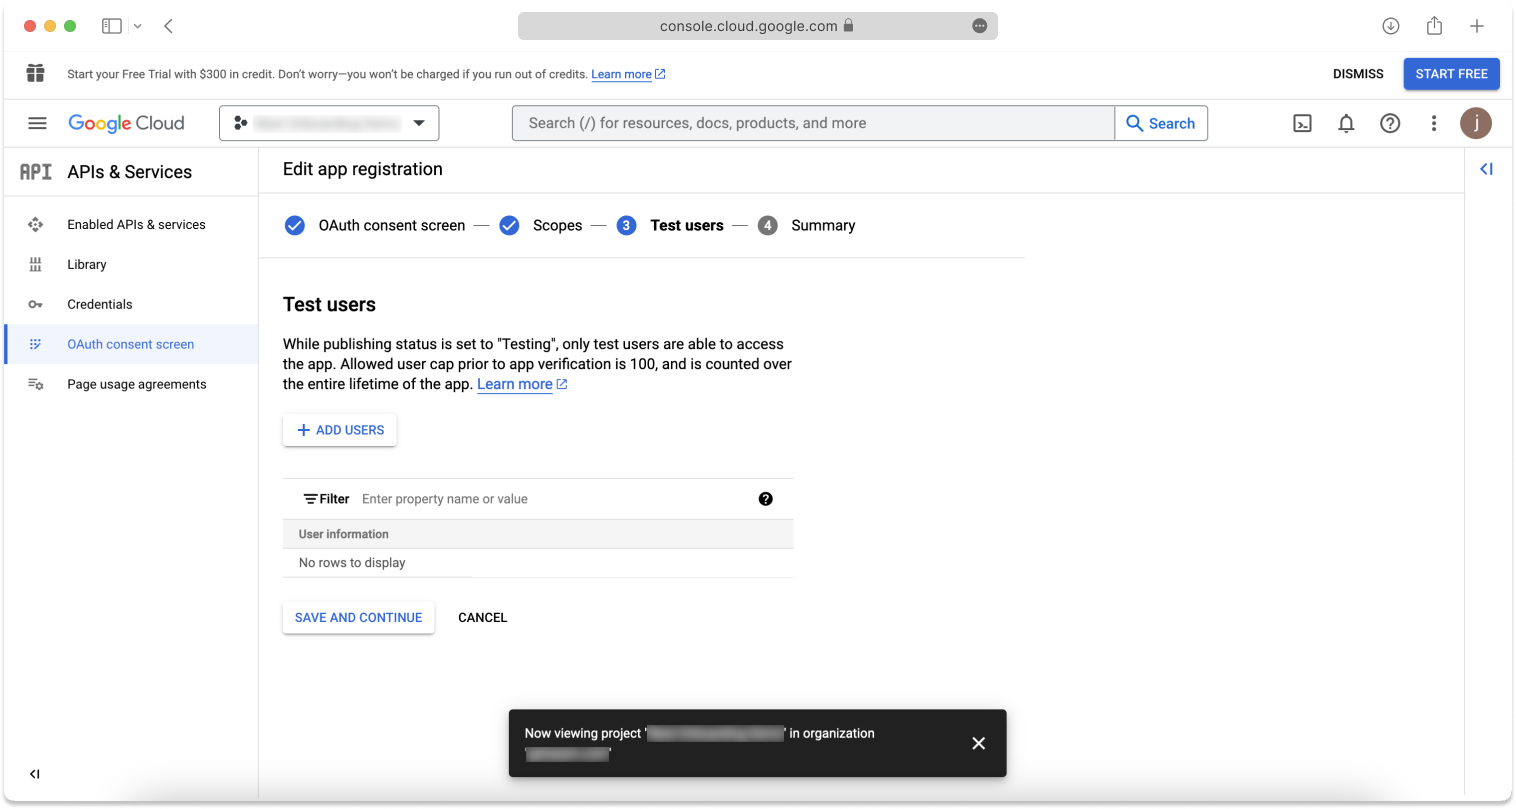 console.cloud.google.com
Start your Free Trial with $300 in credit. Don't worry—you won't be charged if you run out of credits. Learn more
DISMISS
START FREE
Google Cloud
Search (/) for resources, docs, products, and more
Search
j
API APIs & Services
Edit app registration
Enabled APIs & services
Library
Credentials
OAuth consent screen
Page usage agreements
OAuth consent screen — Scopes — 3 Test users — 4 Summary
Test users
While publishing status is set to "Testing", only test users are able to access
the app. Allowed user cap prior to app verification is 100, and is counted over
the entire lifetime of the app. Learn more
+ ADD USERS
Filter Enter property name or value
User information
No rows to display
SAVE AND CONTINUE
CANCEL
Now viewing project '' in organization
''